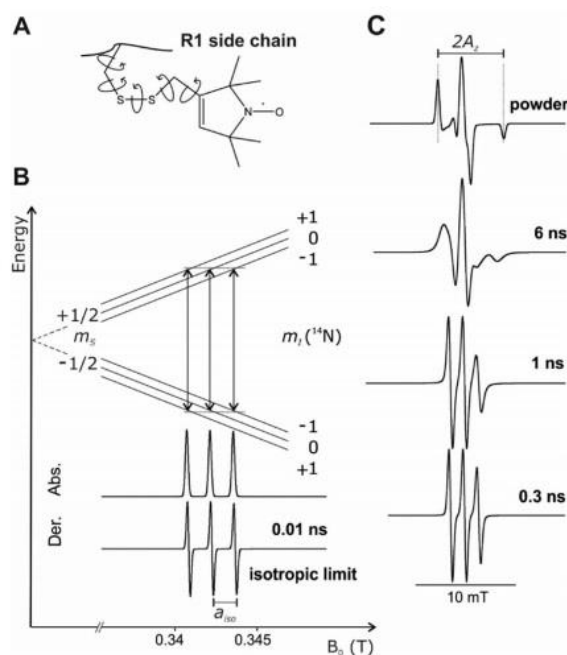 A
R1 side chain
S
S
N
O
B
Energy
+1
0
-1
+1/2
m_s
-1/2
m_I (¹⁴N)
-1
0
+1
Abs.
Der.
0.01 ns
isotropic limit
a_iso
0.34
0.345
B₀ (T)
C
2A_z
powder
6 ns
1 ns
0.3 ns
10 mT